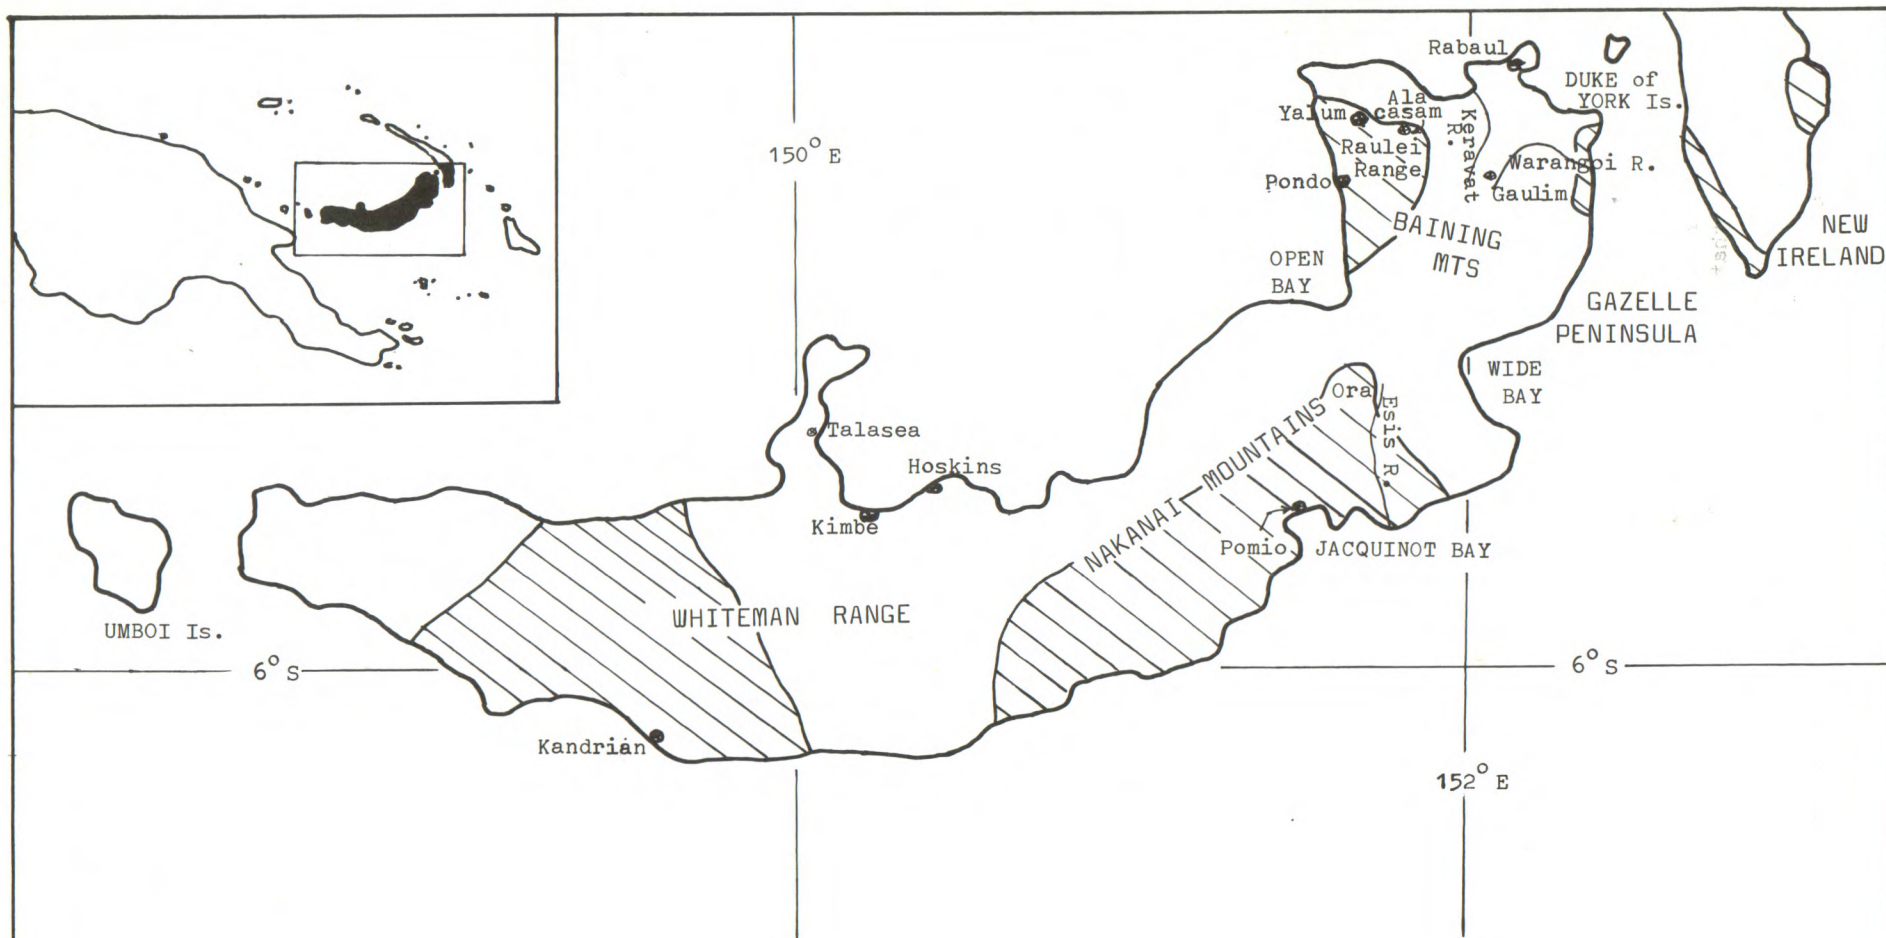 Rabaul
DUKE of
YORK Is.
Ala
Yalum
casam
Keravat
R.
150° E
Raulei
Range
Warangoi R.
Pondo
Gaulim
BAINING
MTS
NEW
IRELAND
OPEN
BAY
GAZELLE
PENINSULA
WIDE
BAY
Ora
Esis R.
Talasea
NAKANAI MOUNTAINS
Hoskins
Kimbe
Pomio
JACQUINOT BAY
WHITEMAN RANGE
UMBOI Is.
6° S
6° S
Kandrian
152° E